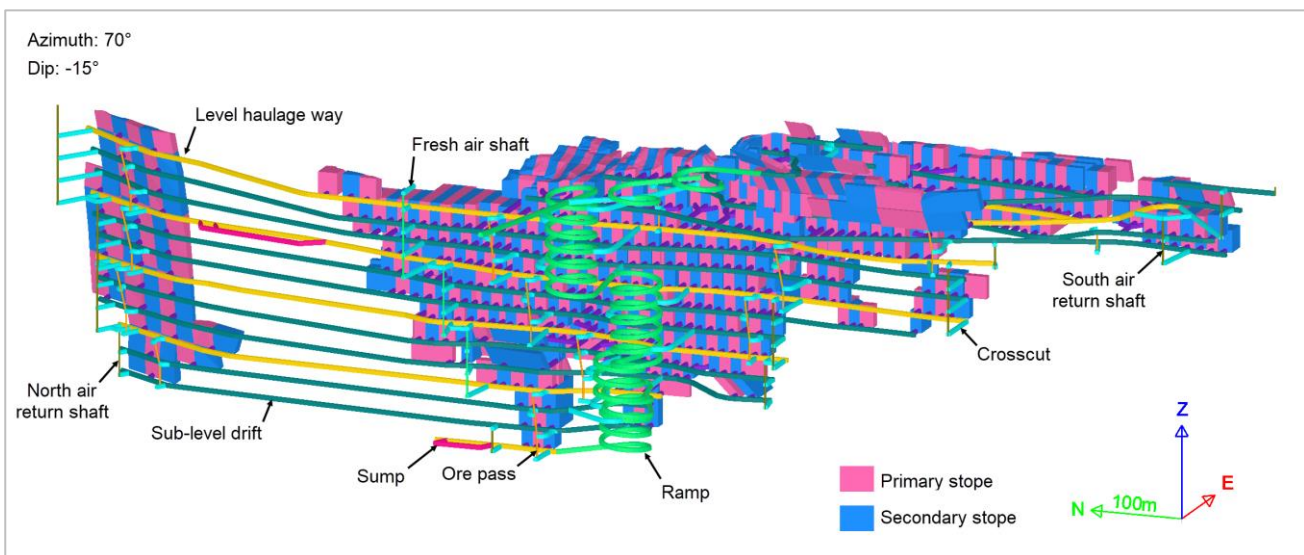 Azimuth: 70°
Dip: -15°
Level haulage way
Fresh air shaft
South air
return shaft
Crosscut
North air
return shaft
Sub-level drift
Sump
Ore pass
Ramp
Primary stope
Secondary stope
Z
E
N
100m